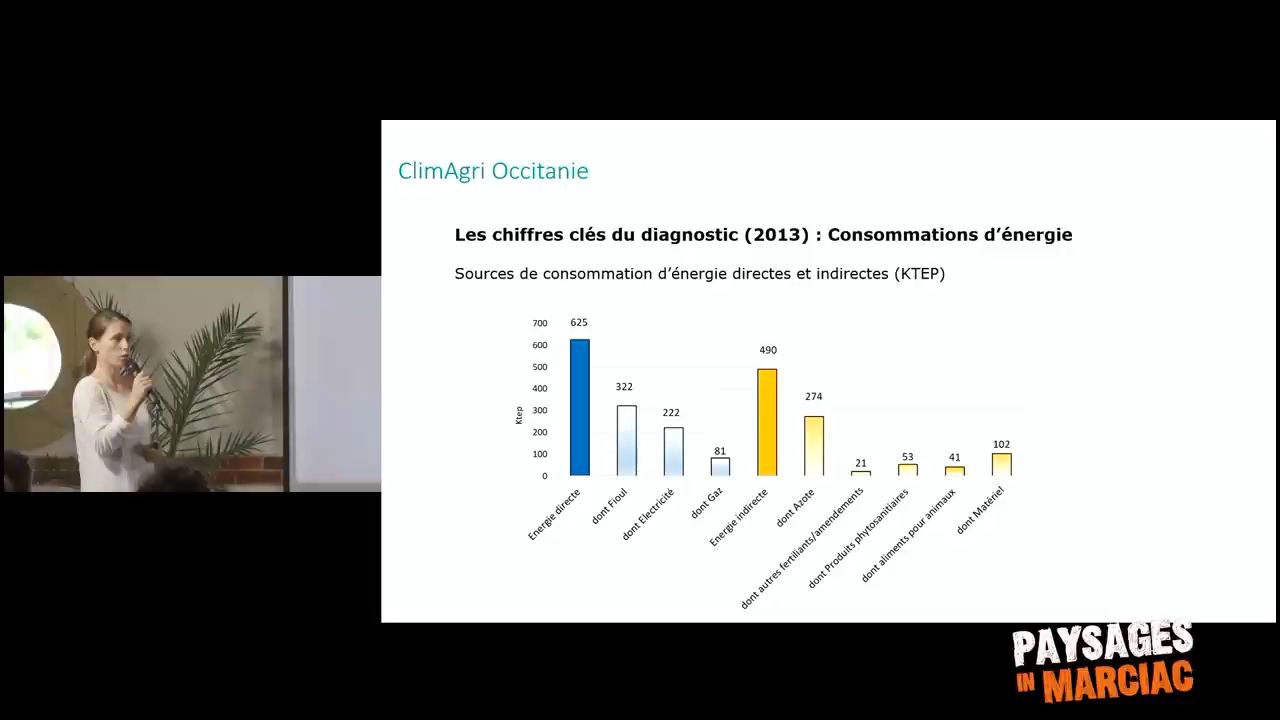 ClimAgri Occitanie
Les chiffres clés du diagnostic (2013) : Consommations d’énergie
Sources de consommation d’énergie directes et indirectes (KTEP)
Ktep
700
600
500
400
300
200
100
0
625
322
222
81
490
274
21
53
41
102
Energie directe
dont Fioul
dont Electricité
dont Gaz
Energie indirecte
dont Azote
dont autres fertiliants/amendements
dont Produits phytosanitiaires
dont aliments pour animaux
dont Matériel
PAYSAGES
IN MARCIAC